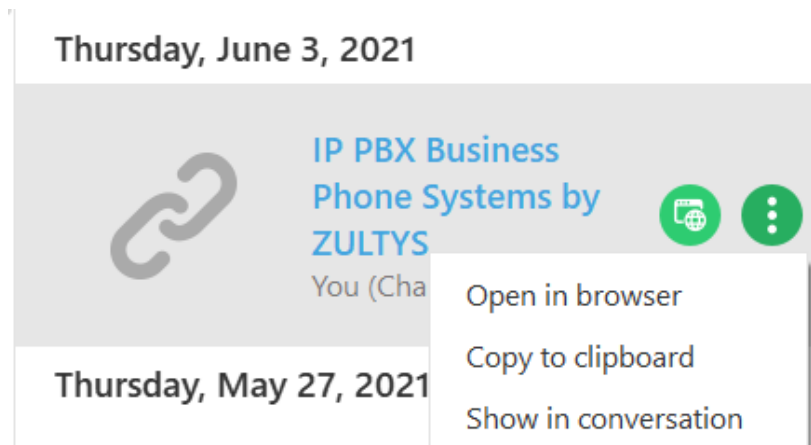 Thursday, June 3, 2021
IP PBX Business
Phone Systems by
ZULTYS
You (Cha
Open in browser
Copy to clipboard
Thursday, May 27, 2021
Show in conversation